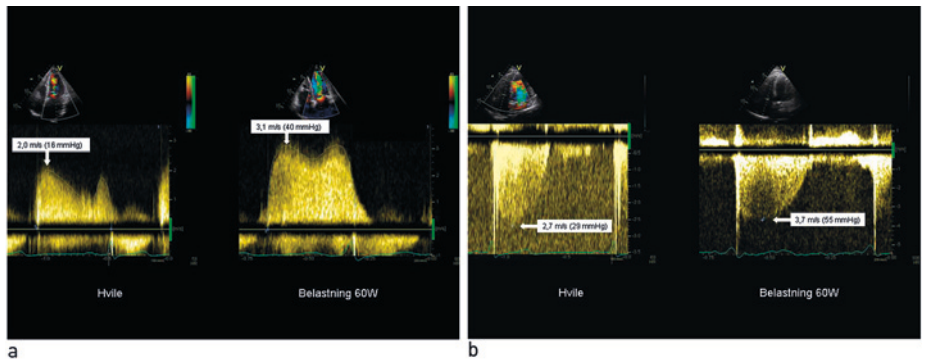 2,0 m/s (16 mmHg)
Hvile
3,1 m/s (40 mmHg)
Belastning 60W
2,7 m/s (29 mmHg)
Hvile
3,7 m/s (55 mmHg)
Belastning 60W
a
b